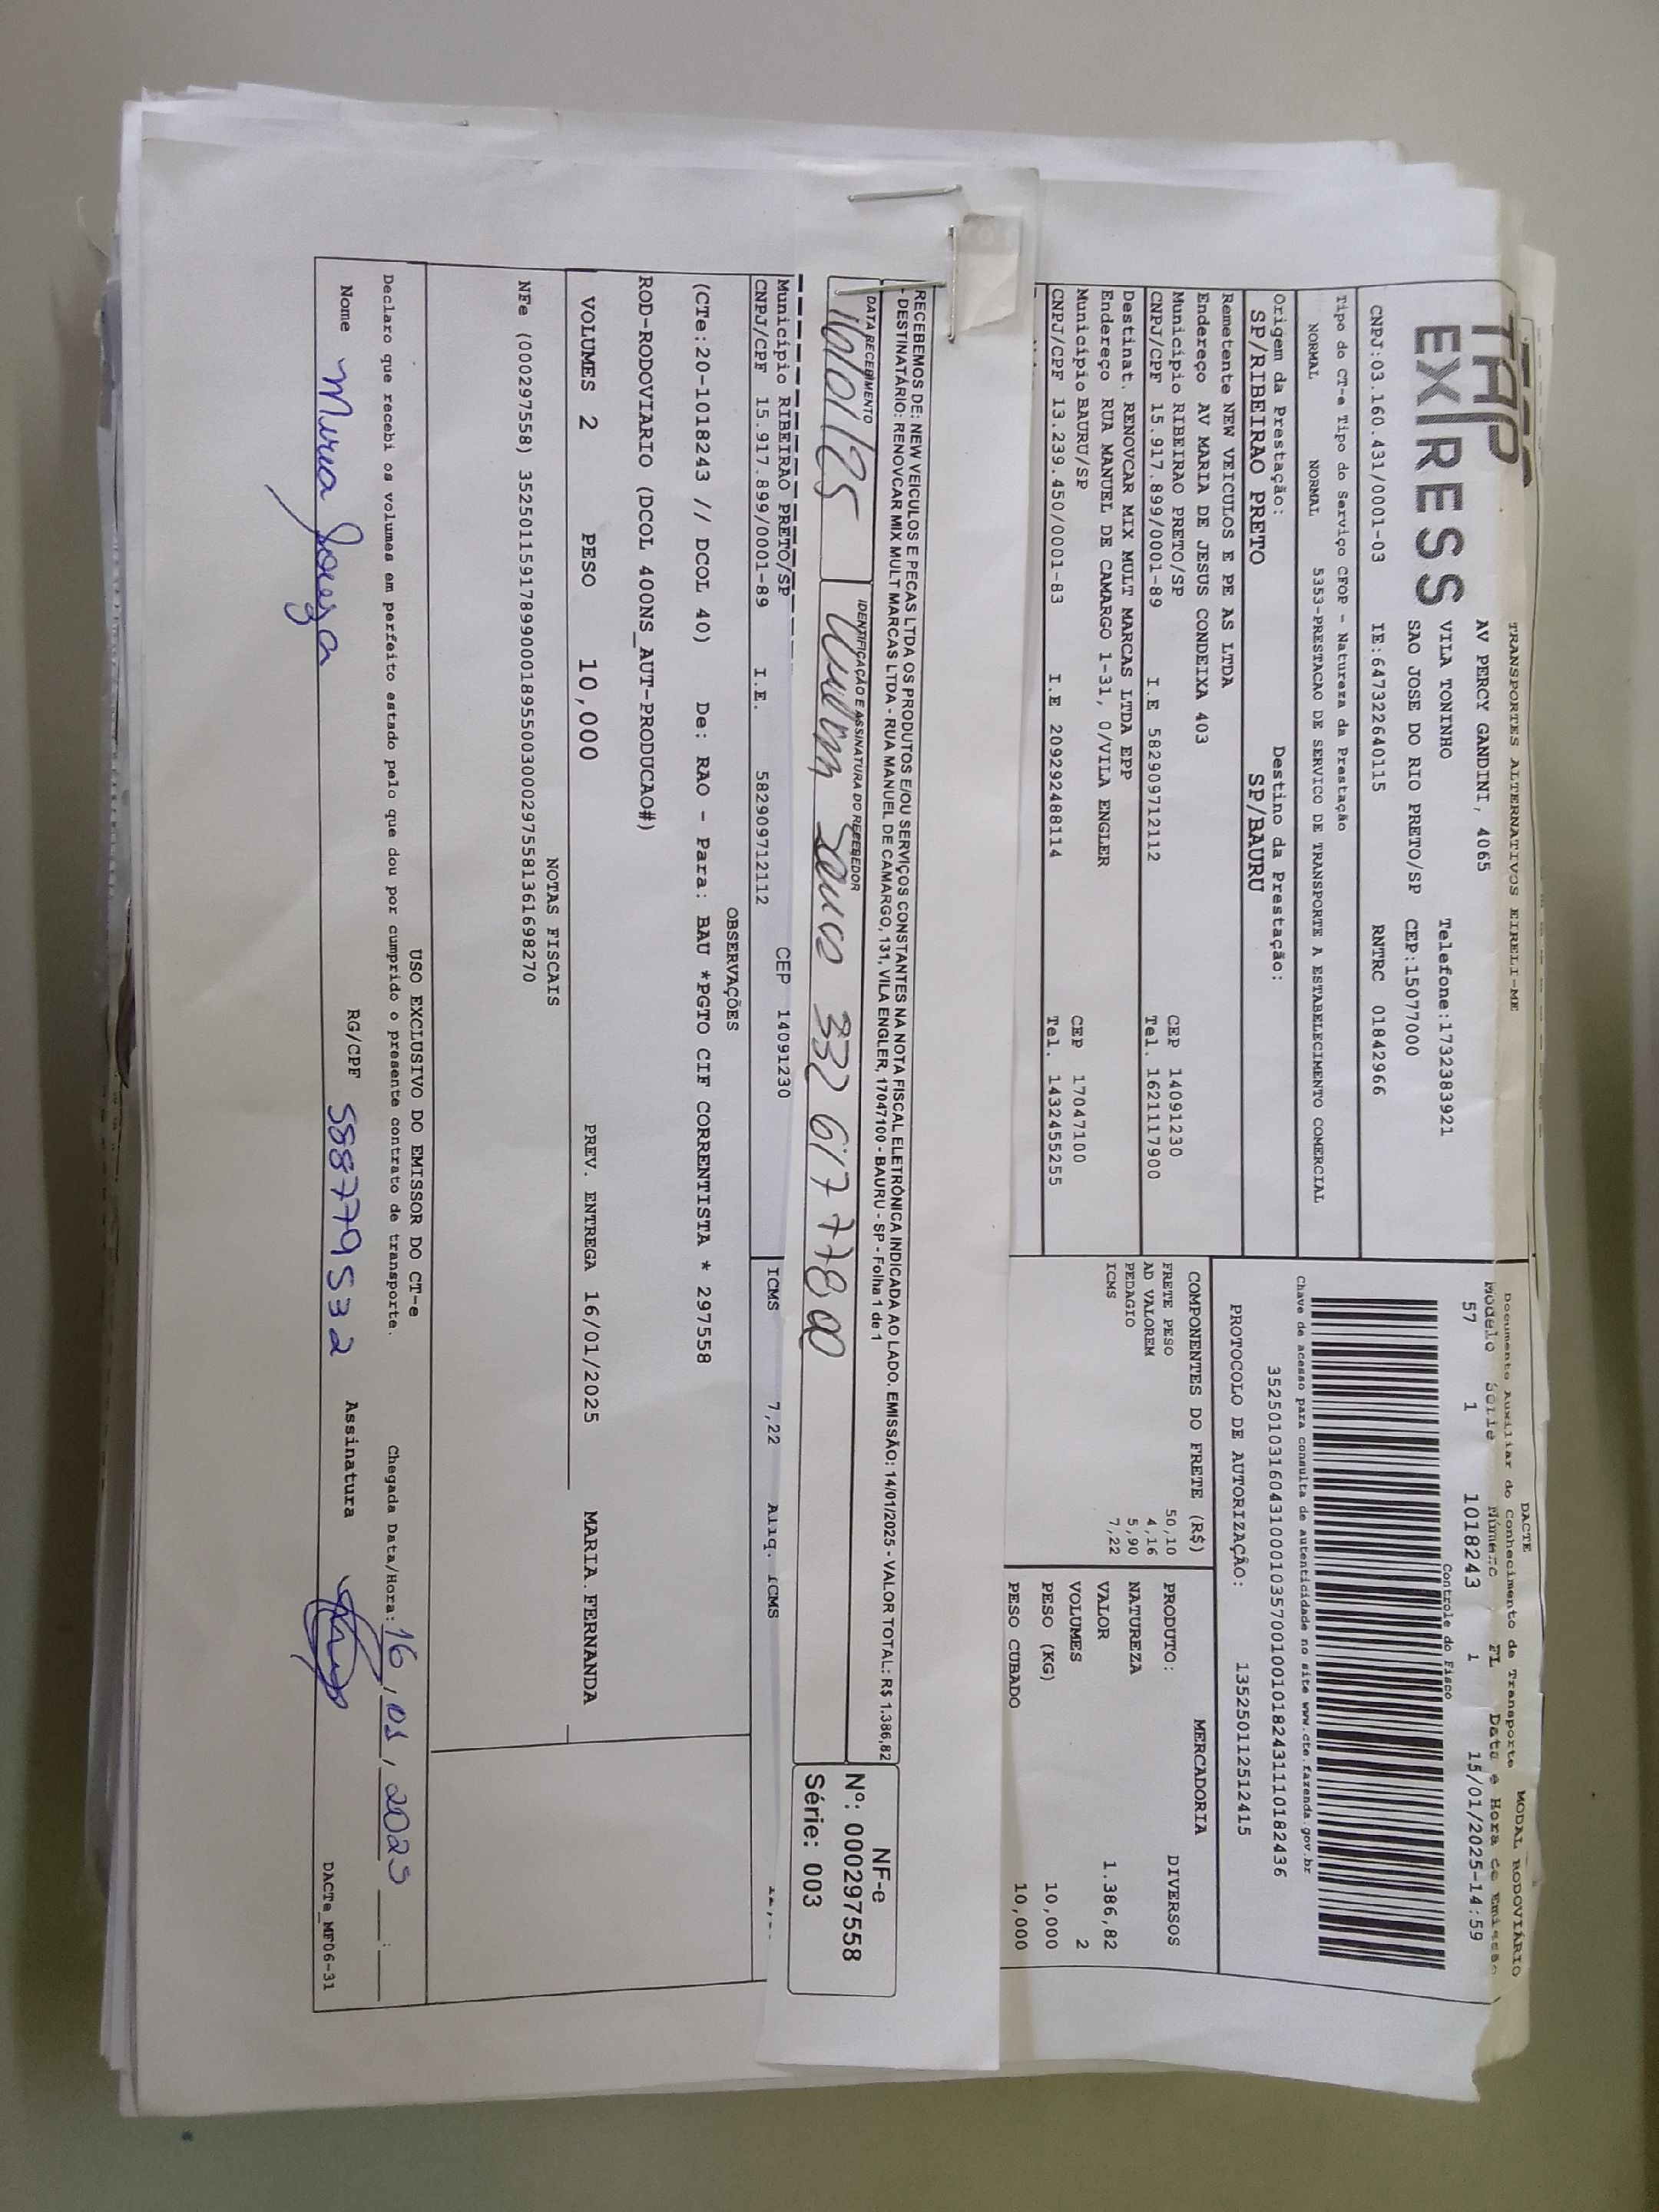 TRANSPORTES ALTERNATIVOS EIRELI-ME
TAP
EXPRESS
AV PERCY GANDINI, 4065
VILA TONINHO Telefone:1732383921
SAO JOSE DO RIO PRETO/SP CEP:15077000
CNPJ:03.160.431/0001-03 IE:647322640115 RNTRC 01842966
Tipo do CT-e Tipo do Serviço CFOP - Natureza da Prestação
NORMAL NORMAL 5353-PRESTACAO DE SERVICO DE TRANSPORTE A ESTABELECIMENTO COMERCIAL
Origem da Prestação: Destino da Prestação:
SP/RIBEIRAO PRETO SP/BAURU
Remetente NEW VEICULOS E PE AS LTDA
Endereço AV MARIA DE JESUS CONDEIXA 403
Município RIBEIRAO PRETO/SP CEP 14091230
CNPJ/CPF 15.917.899/0001-89 I.E 582909712112 Tel. 1621117900
Destinat. RENOVCAR MIX MULT MARCAS LTDA EPP
Endereço RUA MANUEL DE CAMARGO 1-31, 0/VILA ENGLER
Município BAURU/SP CEP 17047100
CNPJ/CPF 13.239.450/0001-83 I.E 209292488114 Tel. 1432455255
DACTE MODAL RODOVIÁRIO
Documento Auxiliar do Conhecimento de Transporte
Modelo Série Número FL Data e Hora de Emissão
57 1 1018243 1 15/01/2025-14:59
Controle do Fisco
Chave de acesso para consulta de autenticidade no site www.cte.fazenda.gov.br
35250103160431000103570010010182431110182436
PROTOCOLO DE AUTORIZAÇÃO: 135250112512415
COMPONENTES DO FRETE (R$)
FRETE PESO 50,10
AD VALOREM 4,16
PEDAGIO 5,90
ICMS 7,22
MERCADORIA
PRODUTO: DIVERSOS
NATUREZA
VALOR 1.386,82
VOLUMES 2
PESO (KG) 10,000
PESO CUBADO 10,000
RECEBEMOS DE: NEW VEICULOS E PECAS LTDA OS PRODUTOS E/OU SERVIÇOS CONSTANTES NA NOTA FISCAL ELETRÔNICA INDICADA AO LADO. EMISSÃO: 14/01/2025 - VALOR TOTAL: R$ 1.386,82
- DESTINATÁRIO: RENOVCAR MIX MULT MARCAS LTDA - RUA MANUEL DE CAMARGO, 131, VILA ENGLER, 17047100 - BAURU - SP - Folha 1 de 1
DATA RECEBIMENTO IDENTIFICAÇÃO E ASSINATURA DO RECEBEDOR
16/01/25
NF-e
Nº: 000297558
Série: 003
Município RIBEIRAO PRETO/SP CEP 14091230
CNPJ/CPF 15.917.899/0001-89 I.E. 582909712112
ICMS 7,22 Aliq. ICMS
OBSERVAÇÕES
(CTe:20-1018243 // DCOL 40) De: RAO - Para: BAU *PGTO CIF CORRENTISTA * 297558
ROD-RODOVIARIO (DCOL 400NS_AUT-PRODUCAO#)
VOLUMES 2 PESO 10,000 PREV. ENTREGA 16/01/2025 MARIA.FERNANDA
NOTAS FISCAIS
NFe (000297558) 35250115917899000189550030002975581361698270
USO EXCLUSIVO DO EMISSOR DO CT-e
Declaro que recebi os volumes em perfeito estado pelo que dou por cumprido o presente contrato de transporte. Chegada Data/Hora: 16 / 01 / 2025 :
Nome RG/CPF 588779532 Assinatura
DACTe_MF06-31